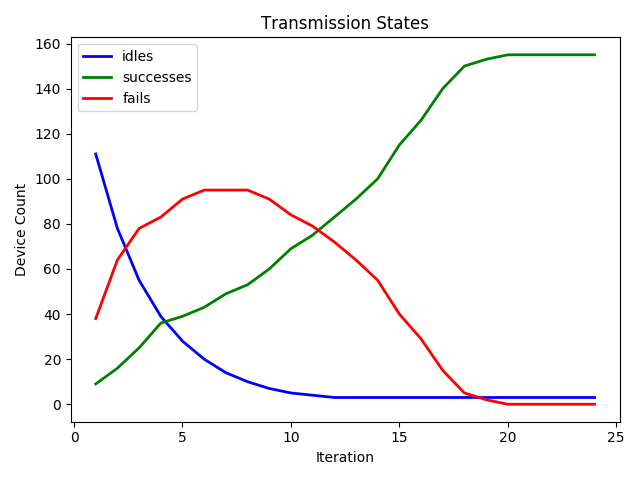 Transmission States
idles
successes
fails
Device Count
160
140
120
100
80
60
40
20
0
0 5 10 15 20 25
Iteration